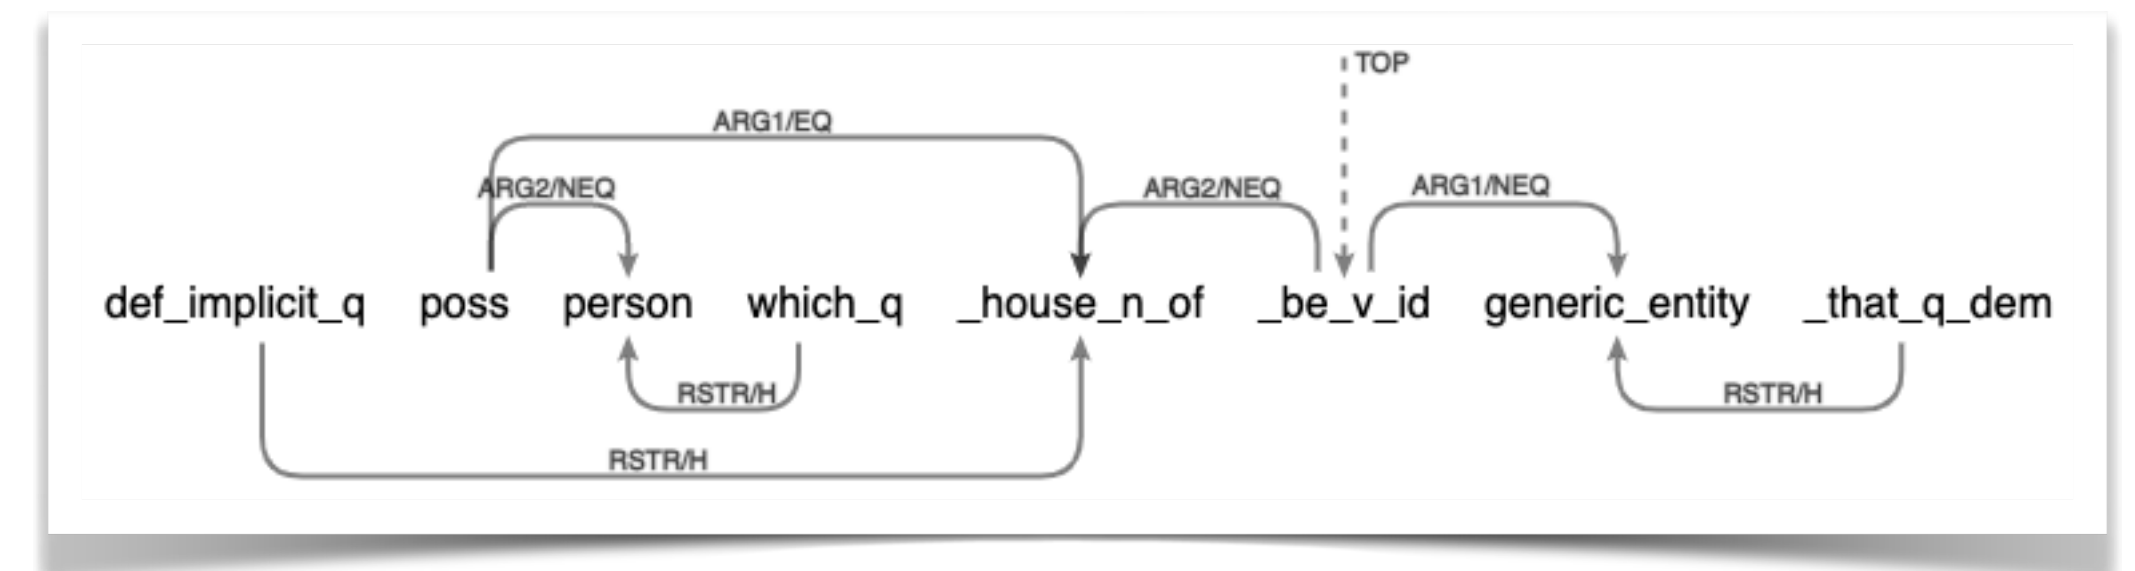 TOP
ARG1/EQ
ARG2/NEQ ARG2/NEQ ARG1/NEQ
def_implicit_q poss person which_q _house_n_of _be_v_id generic_entity _that_q_dem
RSTR/H RSTR/H
RSTR/H